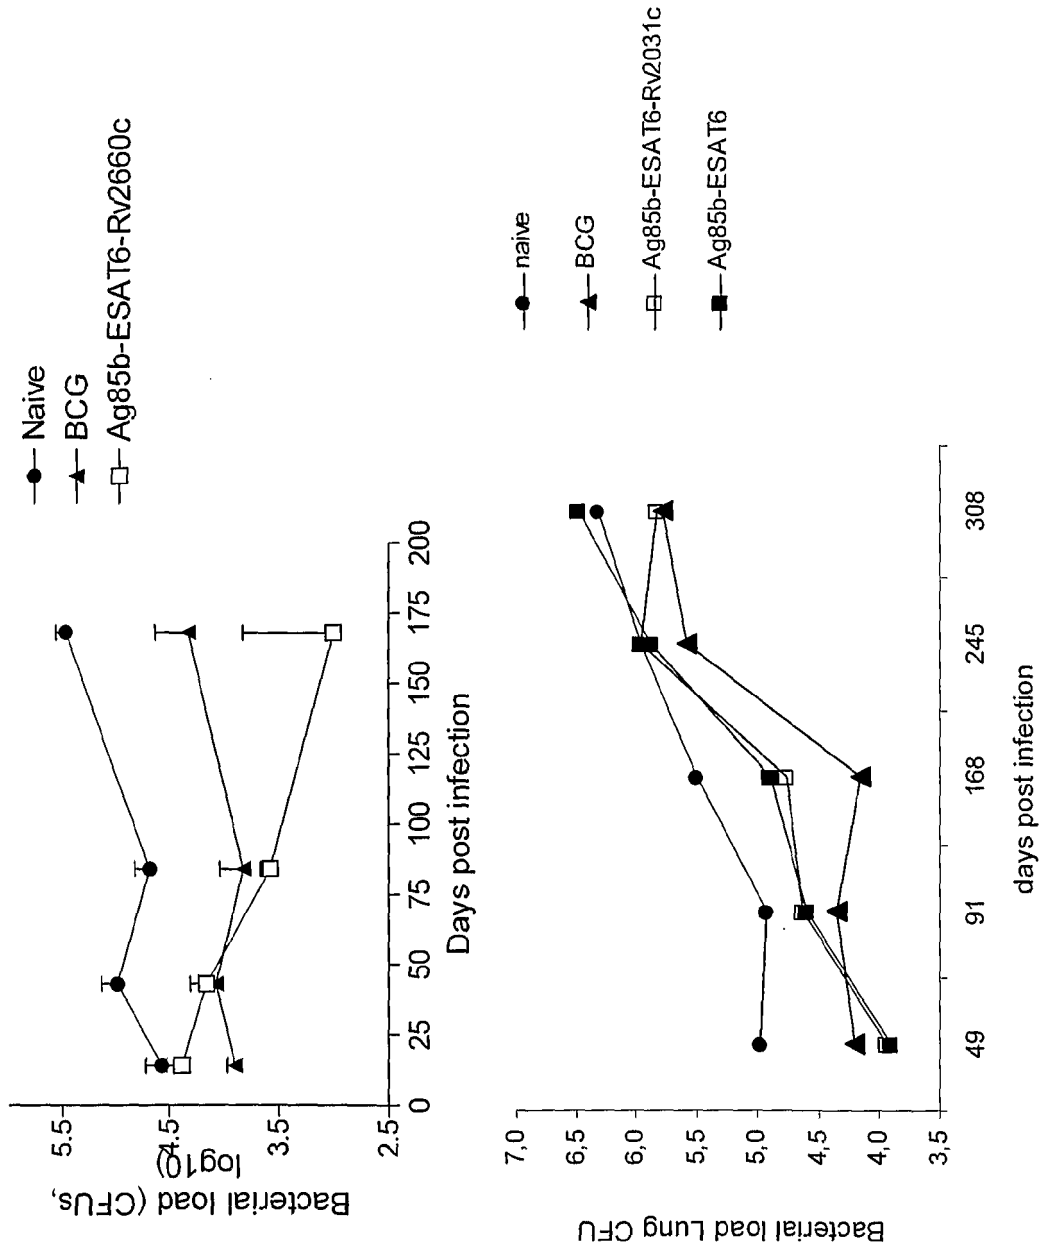 Naive
BCG
Ag85b-ESAT6-Rv2660c
Bacterial load (CFUs,
log10)
5.5
4.5
3.5
2.5
0
25
50
75
100
125
150
175
200
Days post infection
naive
BCG
Ag85b-ESAT6-Rv2031c
Ag85b-ESAT6
Bacterial load Lung CFU
7,0
6,5
6,0
5,5
5,0
4,5
4,0
3,5
49
91
168
245
308
days post infection